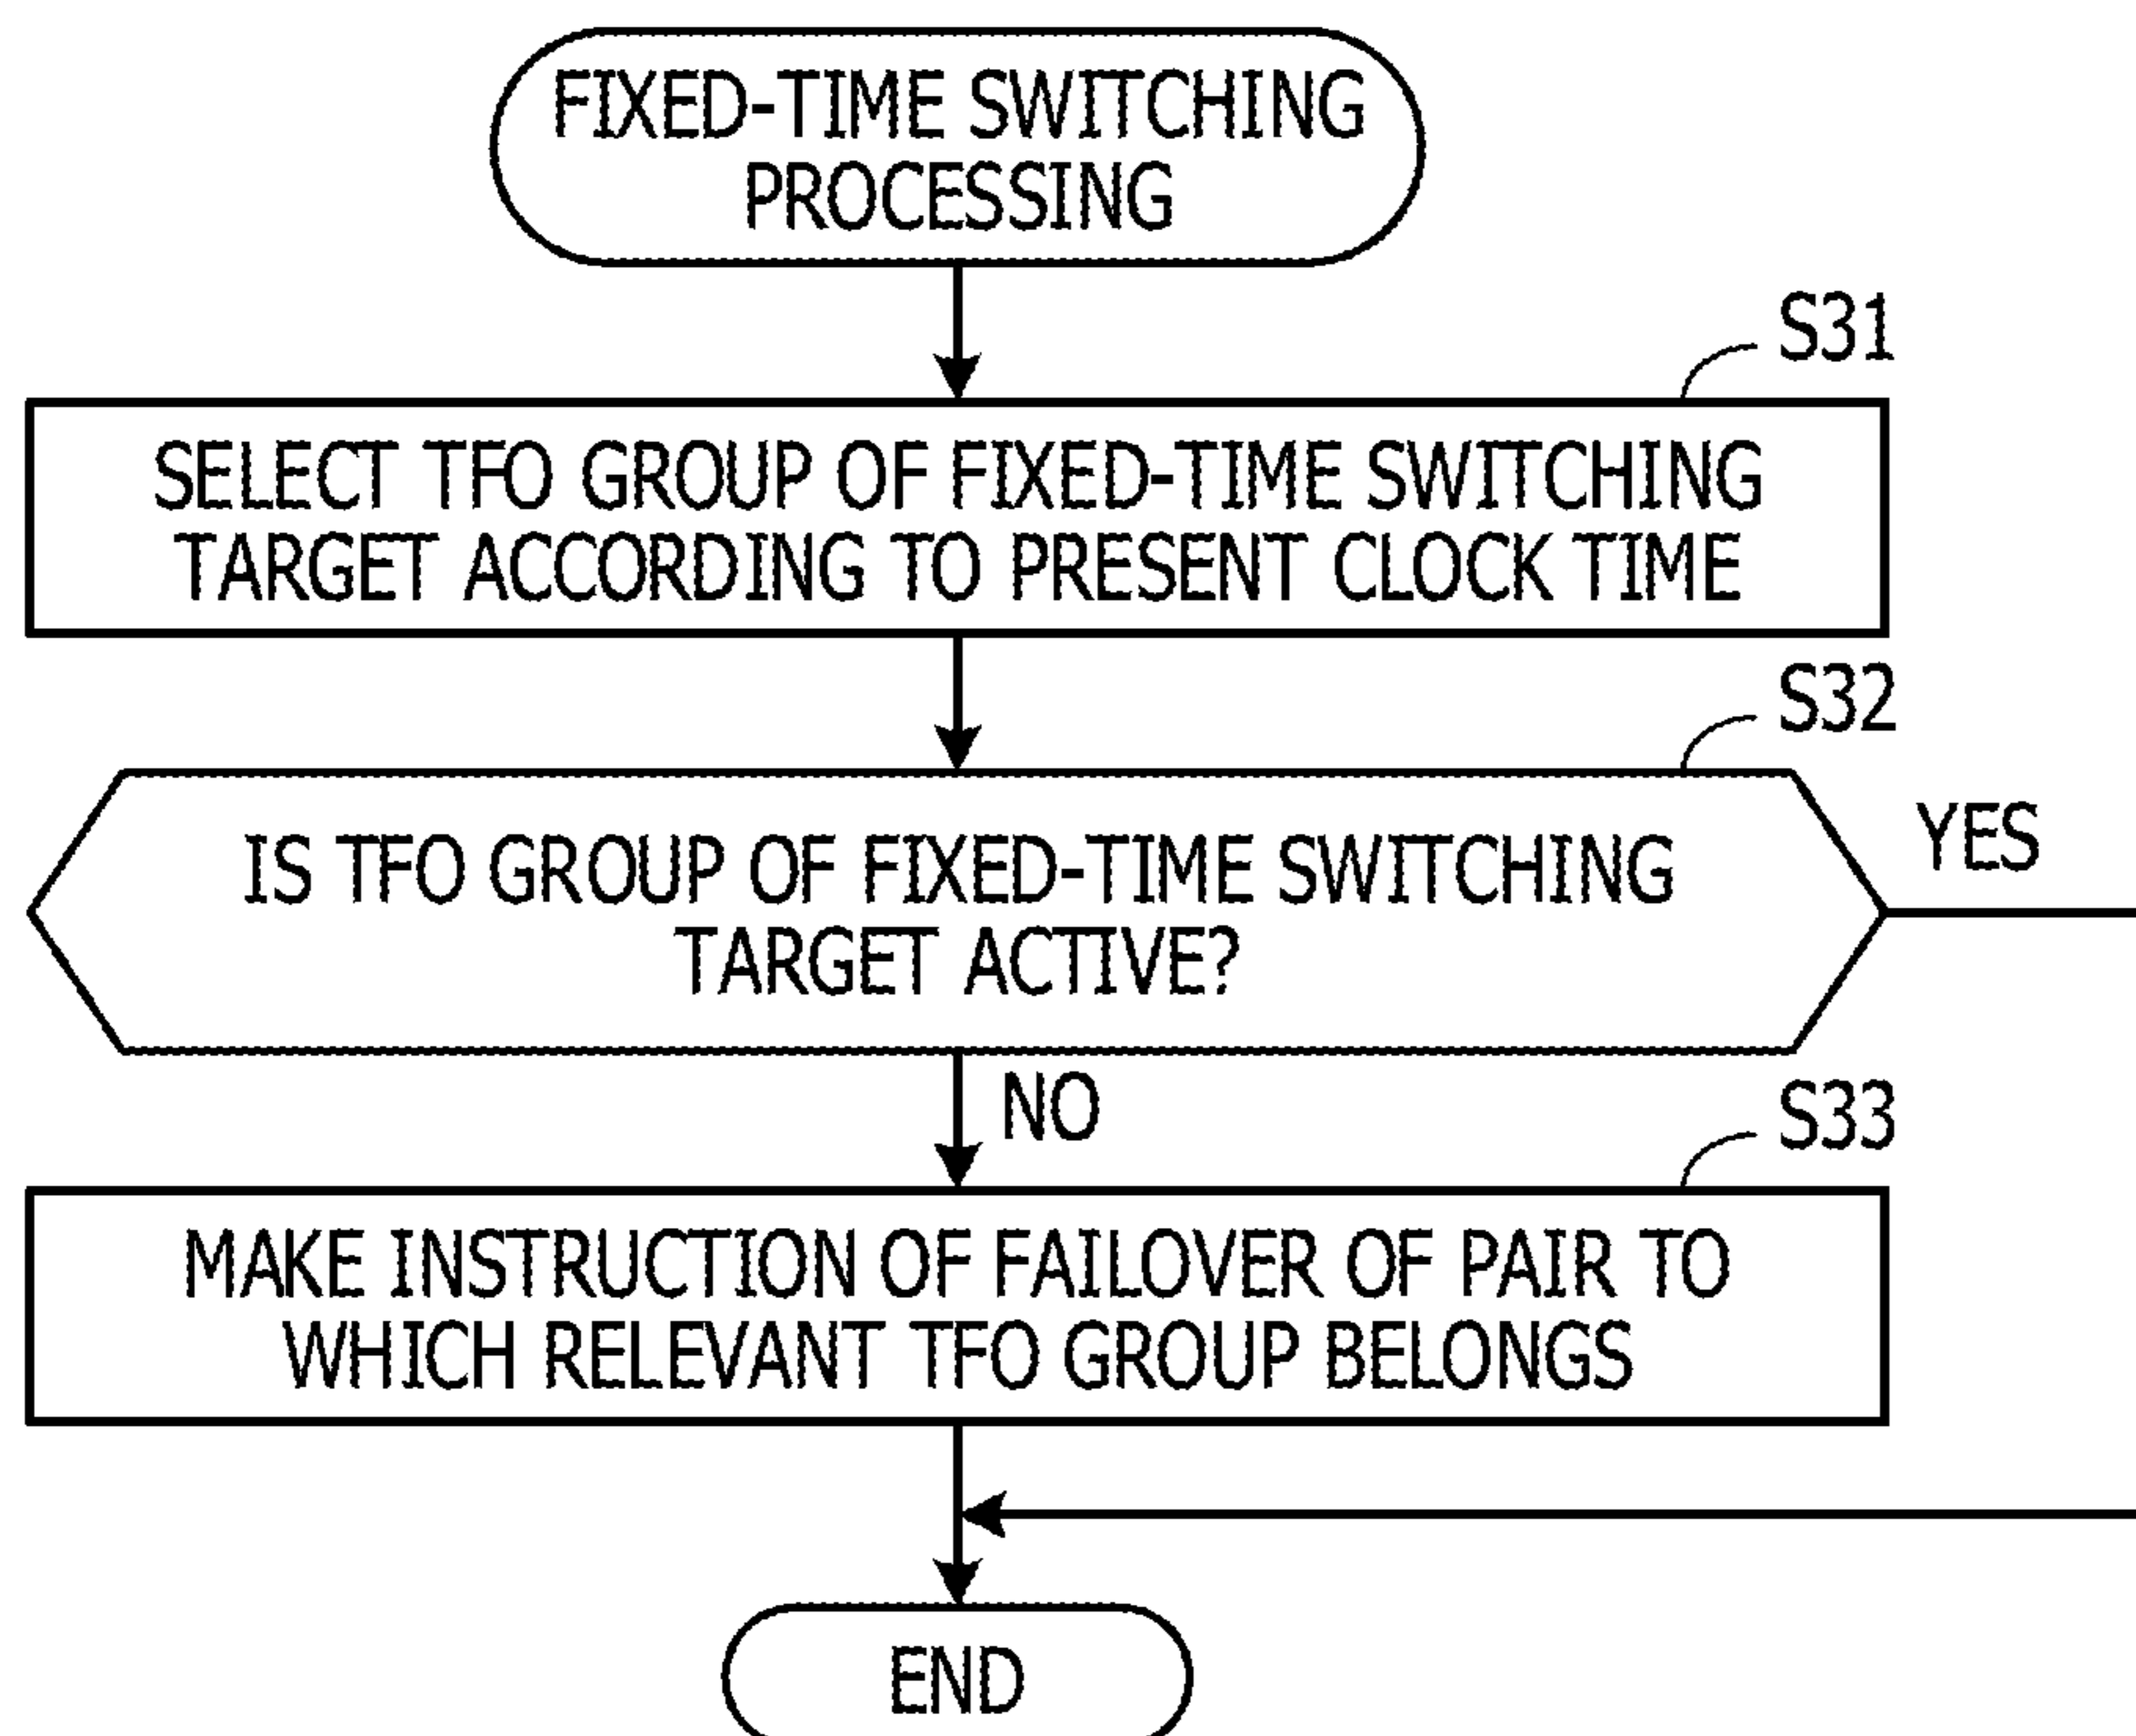 FIXED-TIME SWITCHING
PROCESSING
S31
SELECT TFO GROUP OF FIXED-TIME SWITCHING
TARGET ACCORDING TO PRESENT CLOCK TIME
S32
IS TFO GROUP OF FIXED-TIME SWITCHING
TARGET ACTIVE?
YES
NO
S33
MAKE INSTRUCTION OF FAILOVER OF PAIR TO
WHICH RELEVANT TFO GROUP BELONGS
END